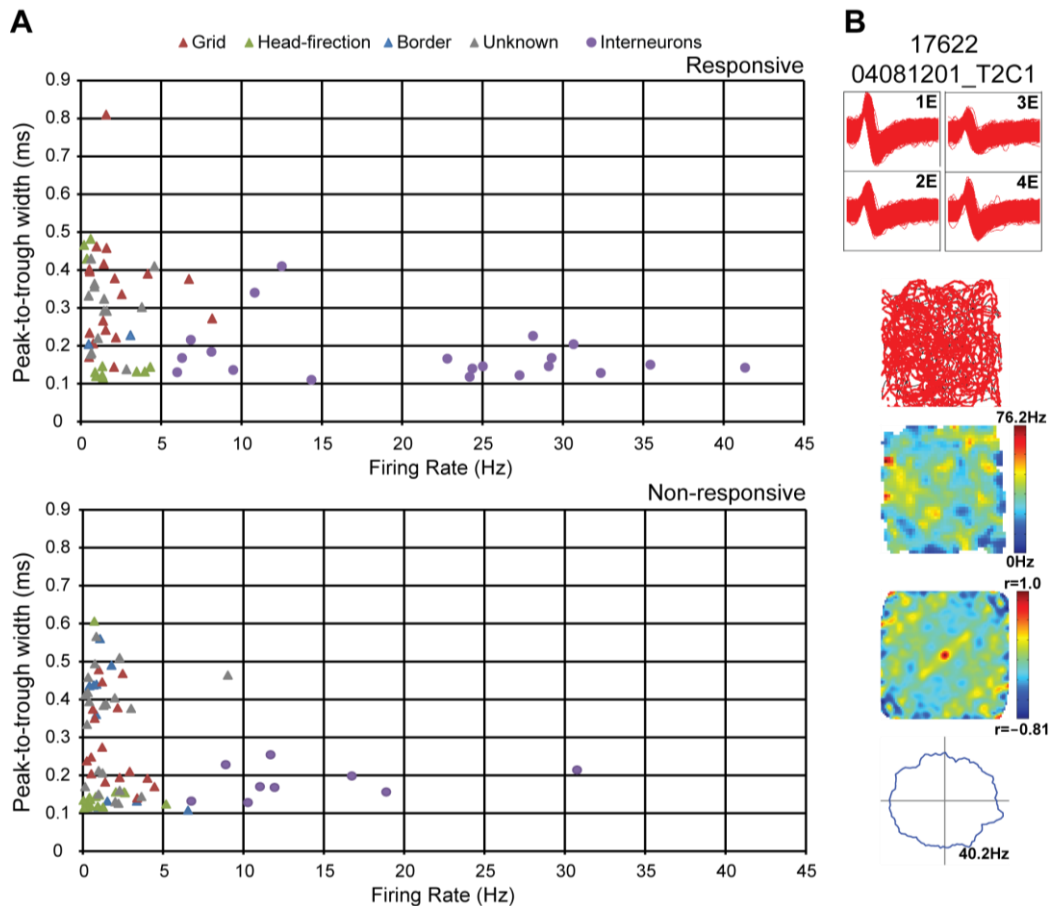 A
Grid Head-firection Border Unknown Interneurons
Responsive
Peak-to-trough width (ms)
0.9
0.8
0.7
0.6
0.5
0.4
0.3
0.2
0.1
0
0 5 10 15 20 25 30 35 40 45
Firing Rate (Hz)
Non-responsive
Peak-to-trough width (ms)
0.9
0.8
0.7
0.6
0.5
0.4
0.3
0.2
0.1
0
0 5 10 15 20 25 30 35 40 45
Firing Rate (Hz)
B
17622
04081201_T2C1
1E 3E
2E 4E
76.2Hz
0Hz
r=1.0
r=−0.81
40.2Hz